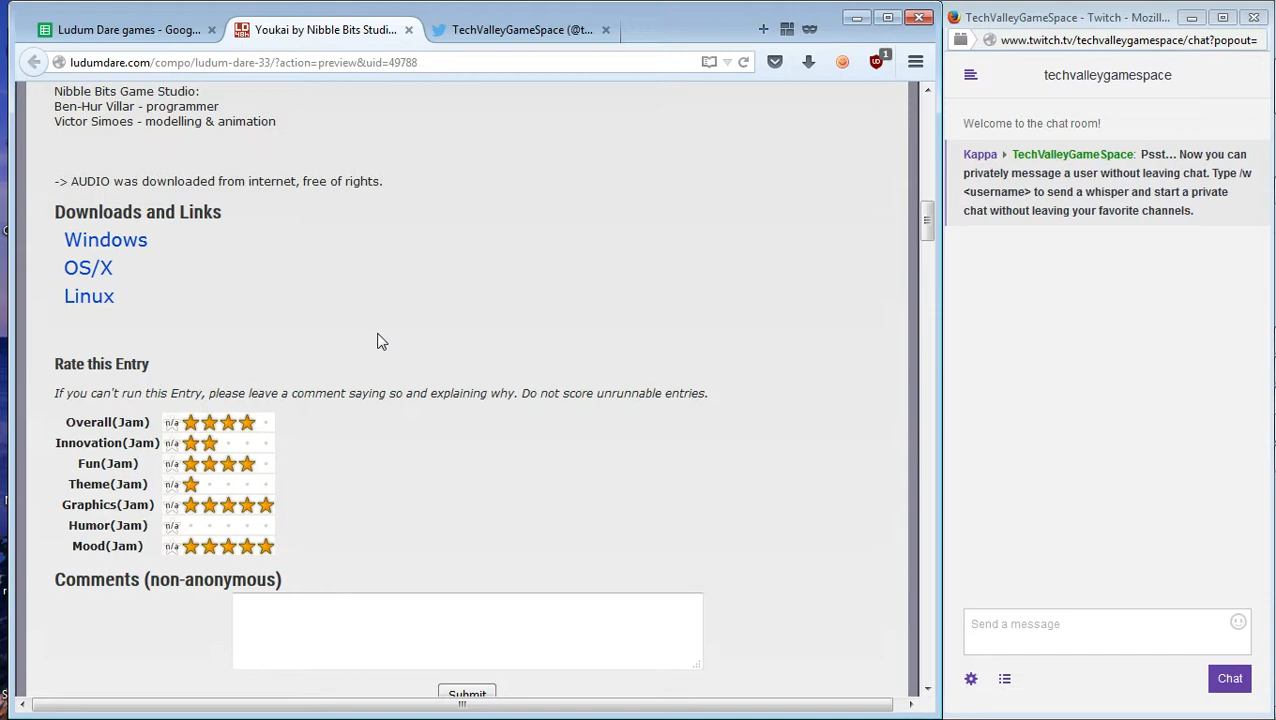 Ludum Dare games - Goog...
Youkai by Nibble Bits Studi...
TechValleyGameSpace (@t...
ludumdare.com/compo/ludum-dare-33/?action=preview&uid=49788
1
Nibble Bits Game Studio:
Ben-Hur Villar - programmer
Victor Simoes - modelling & animation
-> AUDIO was downloaded from internet, free of rights.
Downloads and Links
Windows
OS/X
Linux
Rate this Entry
If you can't run this Entry, please leave a comment saying so and explaining why. Do not score unrunnable entries.
Overall(Jam) n/a
Innovation(Jam) n/a
Fun(Jam) n/a
Theme(Jam) n/a
Graphics(Jam) n/a
Humor(Jam) n/a
Mood(Jam) n/a
Comments (non-anonymous)
Submit
TechValleyGameSpace - Twitch - Mozill...
www.twitch.tv/techvalleygamespace/chat?popout=
techvalleygamespace
Welcome to the chat room!
Kappa ▸ TechValleyGameSpace: Psst... Now you can
privately message a user without leaving chat. Type /w
<username> to send a whisper and start a private
chat without leaving your favorite channels.
Send a message
Chat